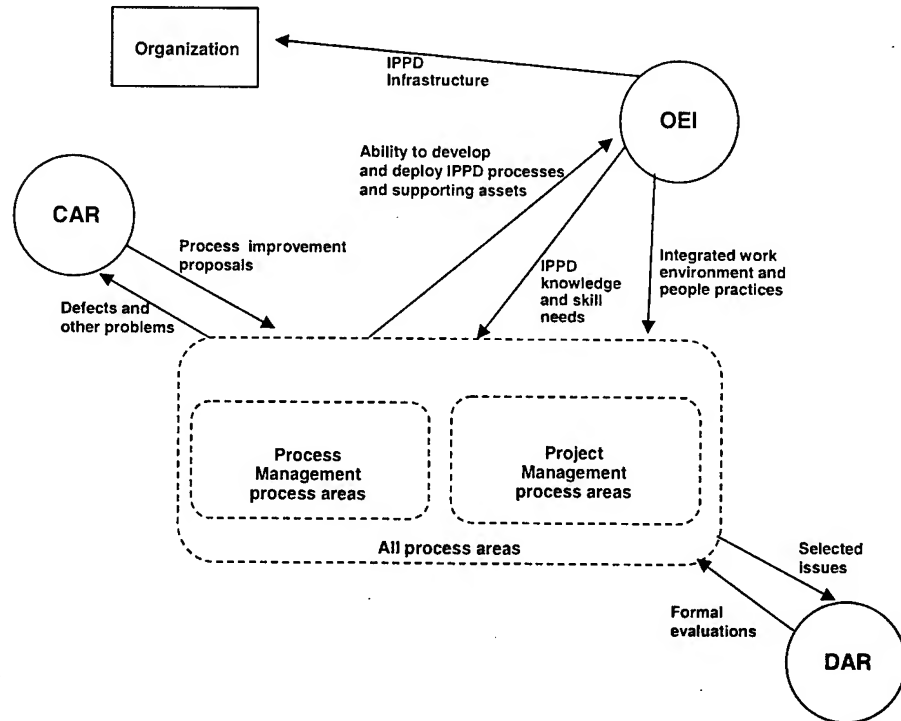 Organization
IPPD
Infrastructure
OEI
Ability to develop
and deploy IPPD processes
and supporting assets
CAR
Process improvement
proposals
Defects and
other problems
IPPD
knowledge
and skill
needs
Integrated work
environment and
people practices
Process
Management
process areas
Project
Management
process areas
All process areas
Selected
issues
Formal
evaluations
DAR